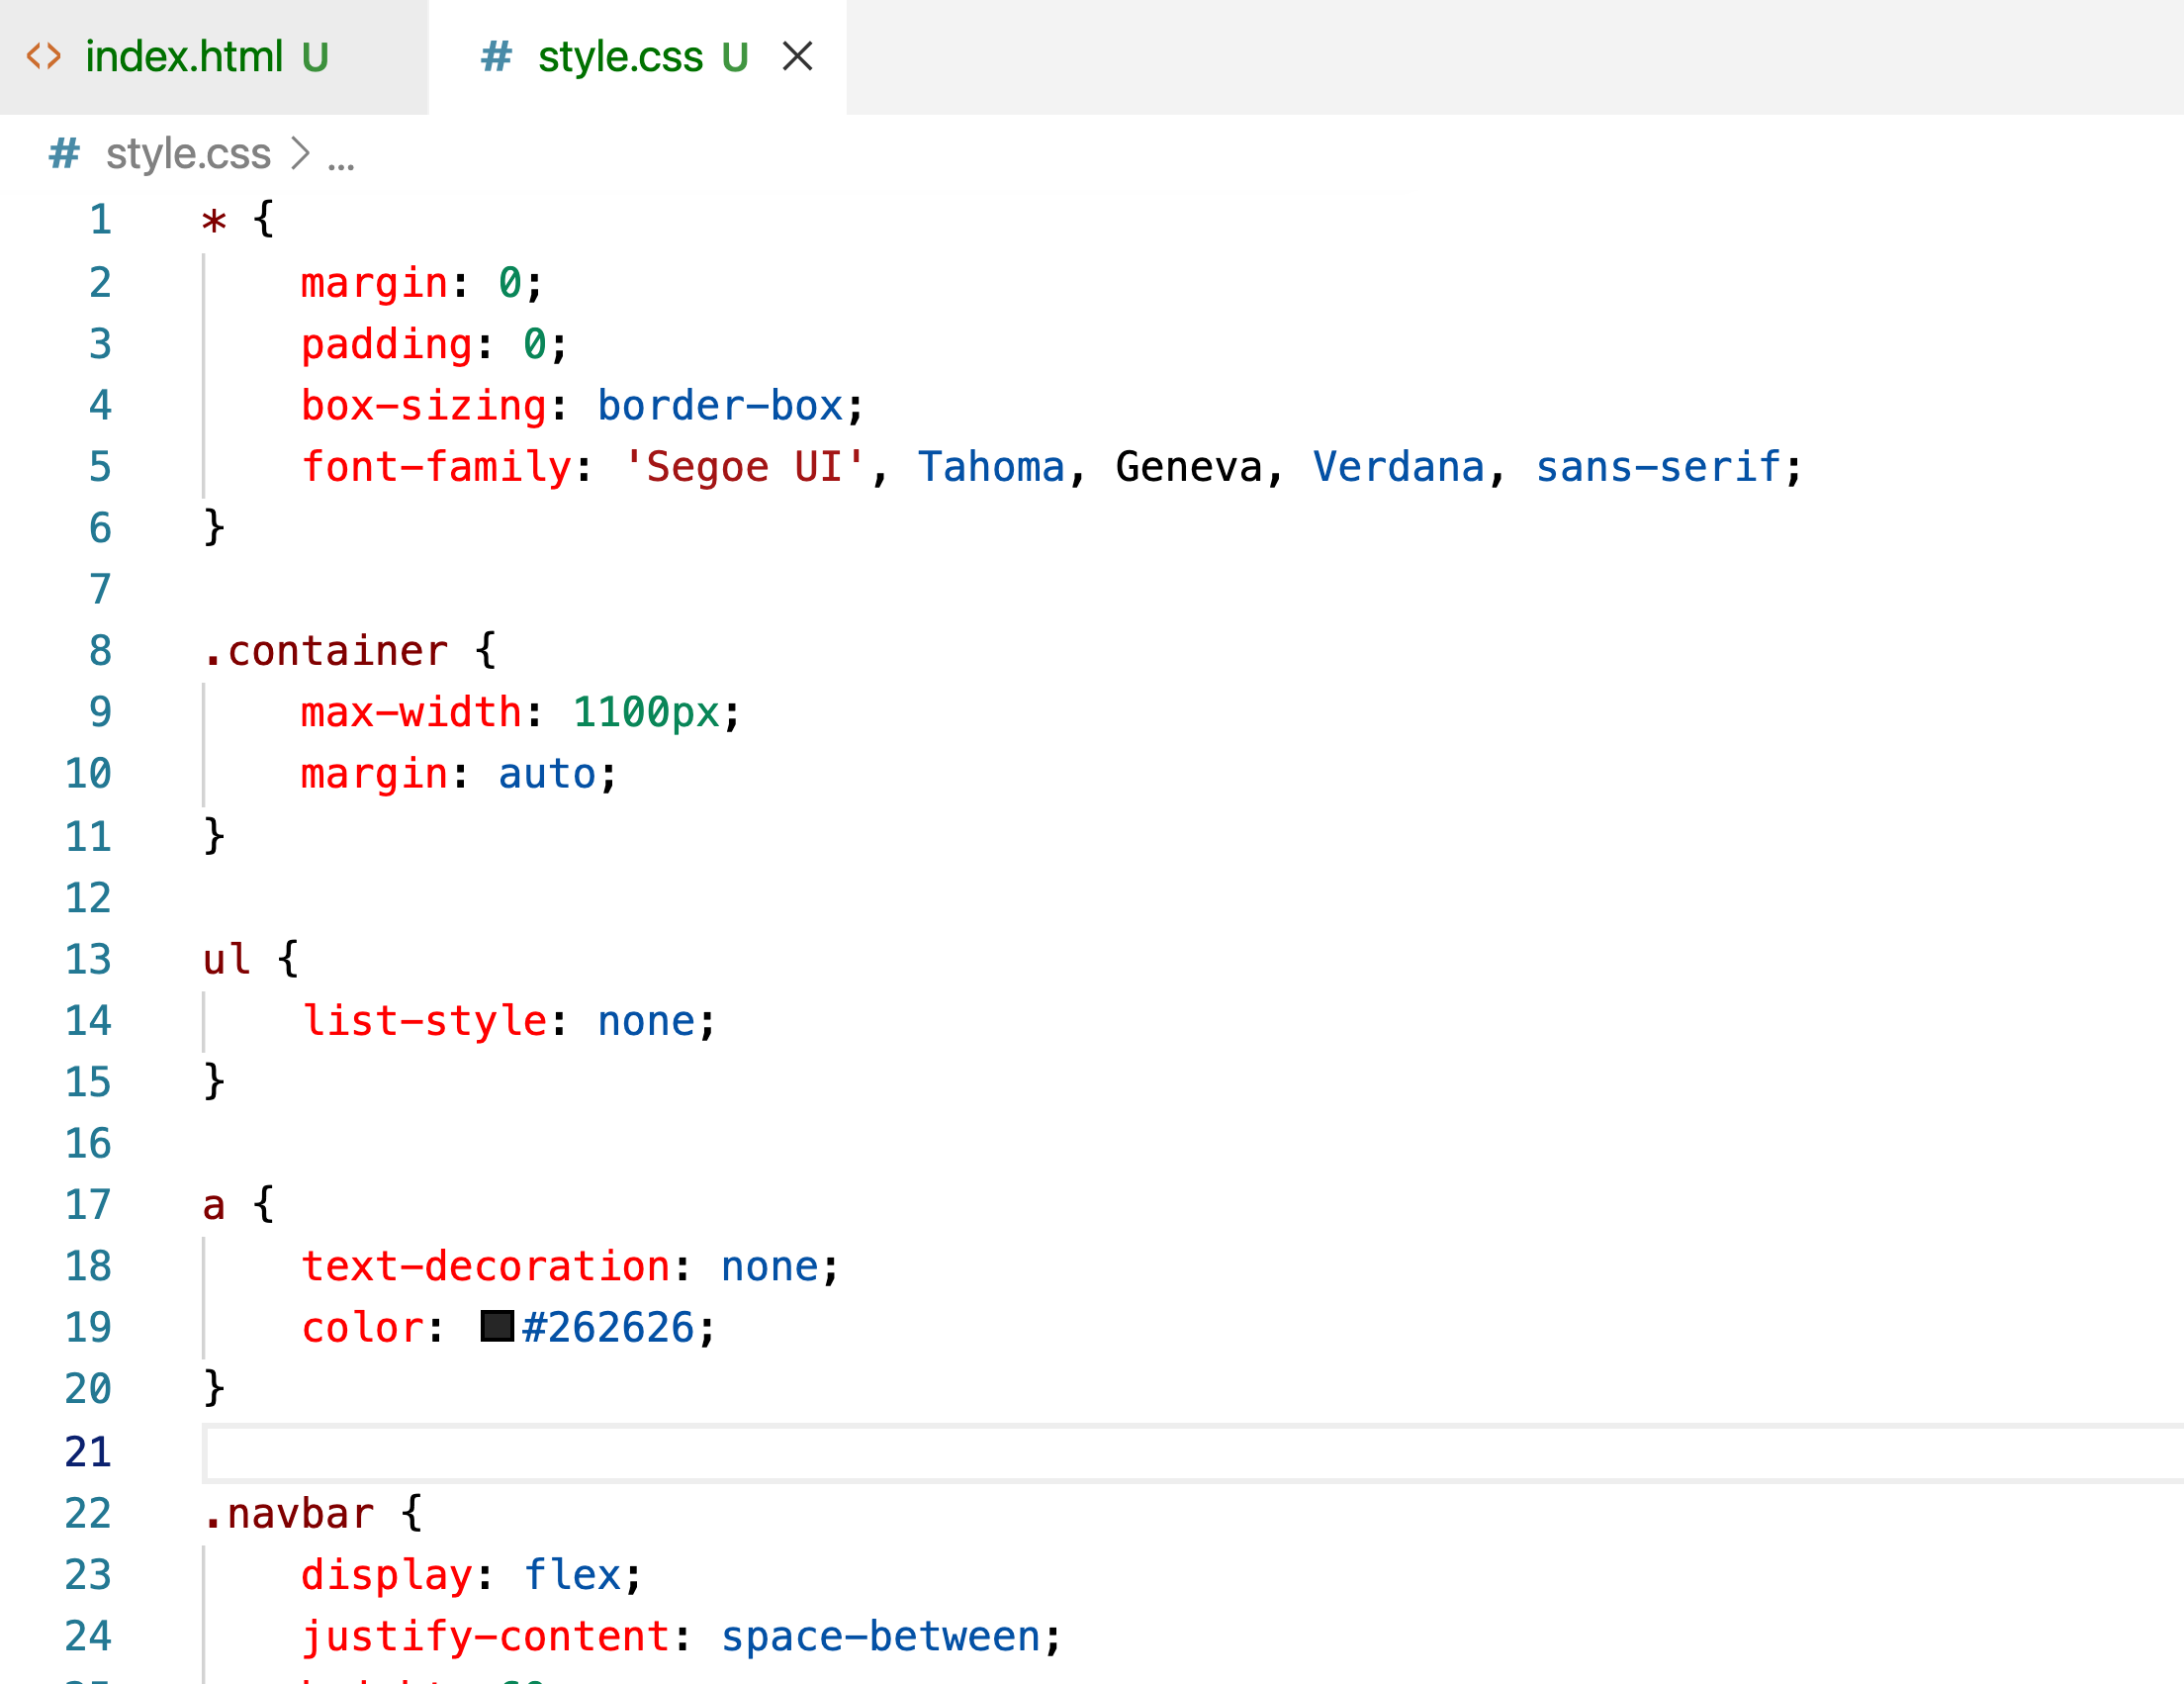 index.html U
# style.css U
# style.css > ...
1 * {
2     margin: 0;
3     padding: 0;
4     box-sizing: border-box;
5     font-family: 'Segoe UI', Tahoma, Geneva, Verdana, sans-serif;
6 }
7
8 .container {
9     max-width: 1100px;
10     margin: auto;
11 }
12
13 ul {
14     list-style: none;
15 }
16
17 a {
18     text-decoration: none;
19     color: #262626;
20 }
21
22 .navbar {
23     display: flex;
24     justify-content: space-between;